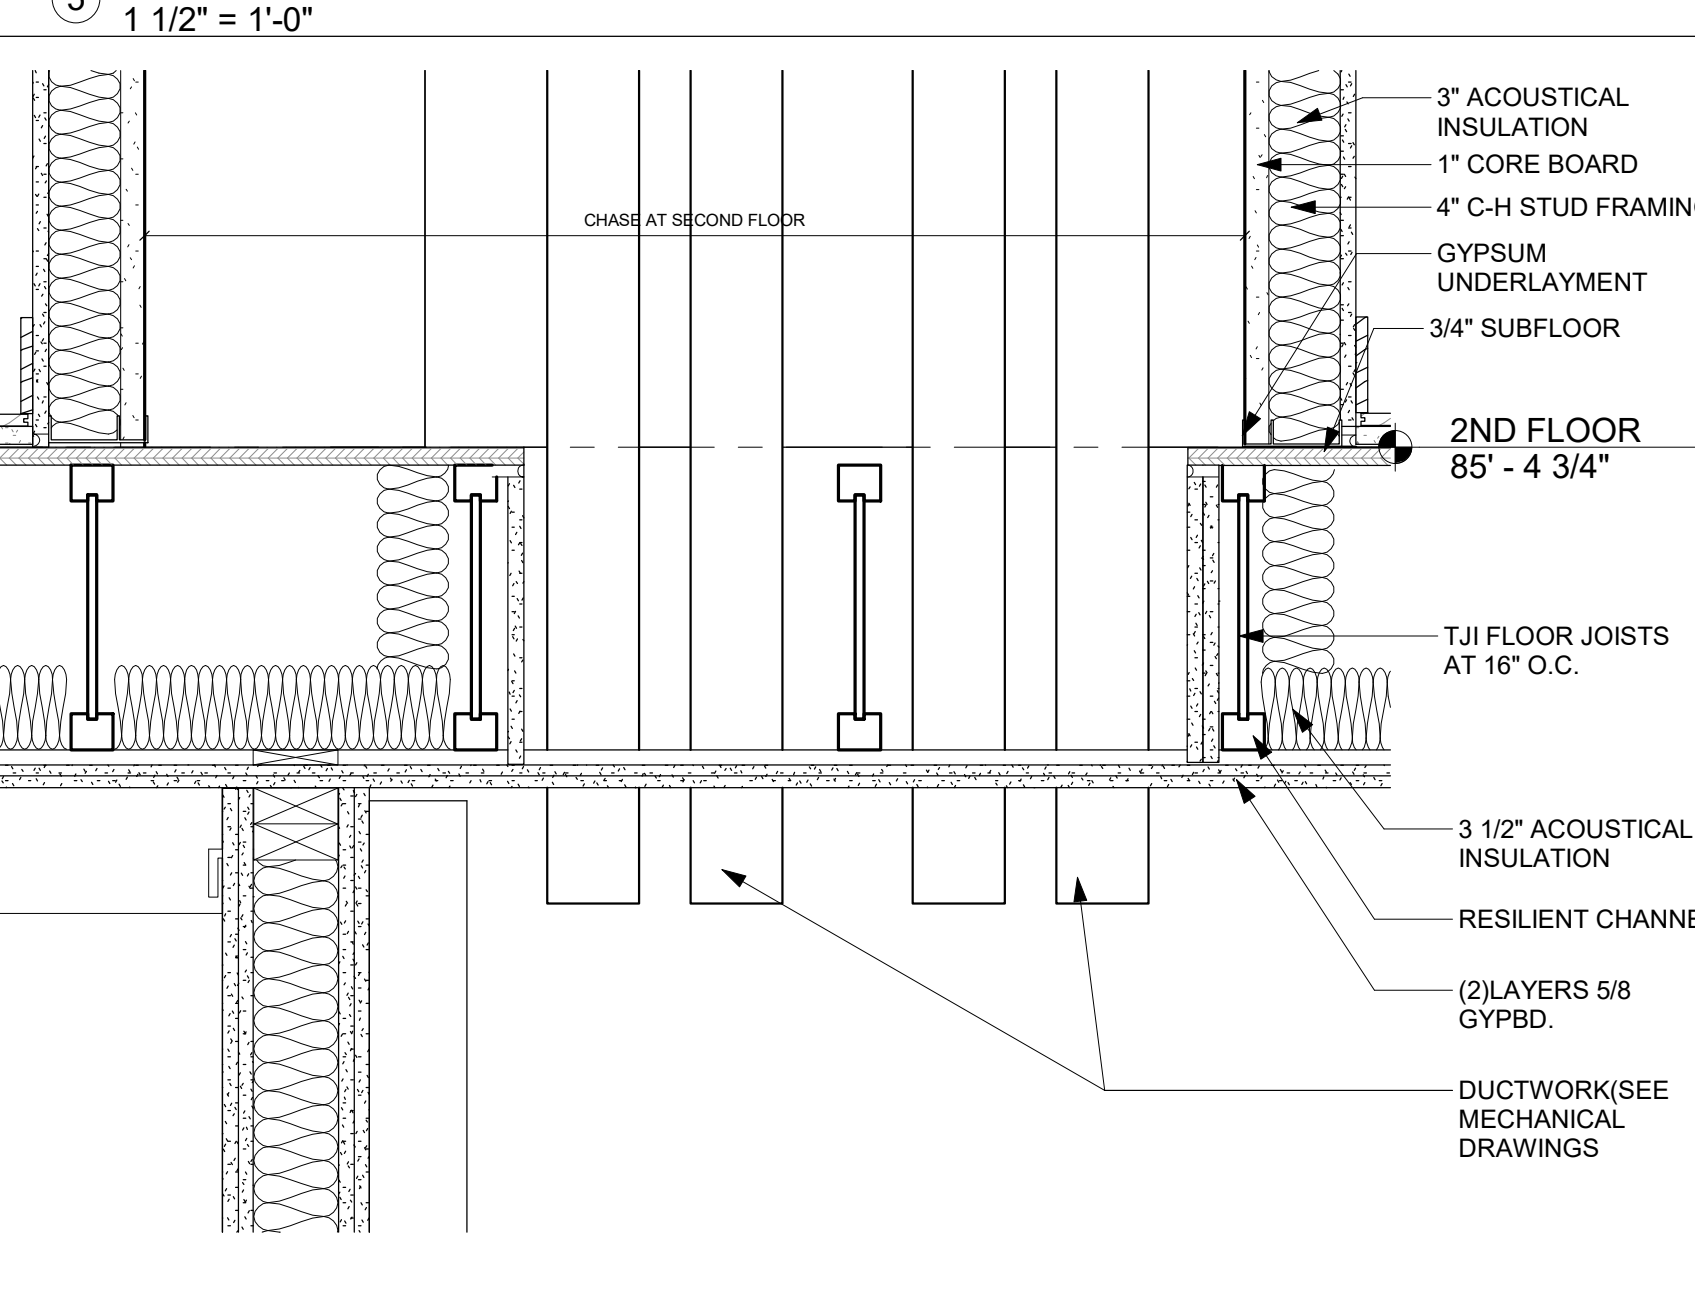 1 1/2" = 1'-0"
3" ACOUSTICAL
INSULATION
1" CORE BOARD
4" C-H STUD FRAMING
CHASE AT SECOND FLOOR
GYPSUM
UNDERLAYMENT
3/4" SUBFLOOR
2ND FLOOR
85' - 4 3/4"
TJI FLOOR JOISTS
AT 16" O.C.
3 1/2" ACOUSTICAL
INSULATION
RESILIENT
(2)LAYERS 5/8
GYPBD.
DUCTWORK(SEE
MECHANICAL
DRAWINGS